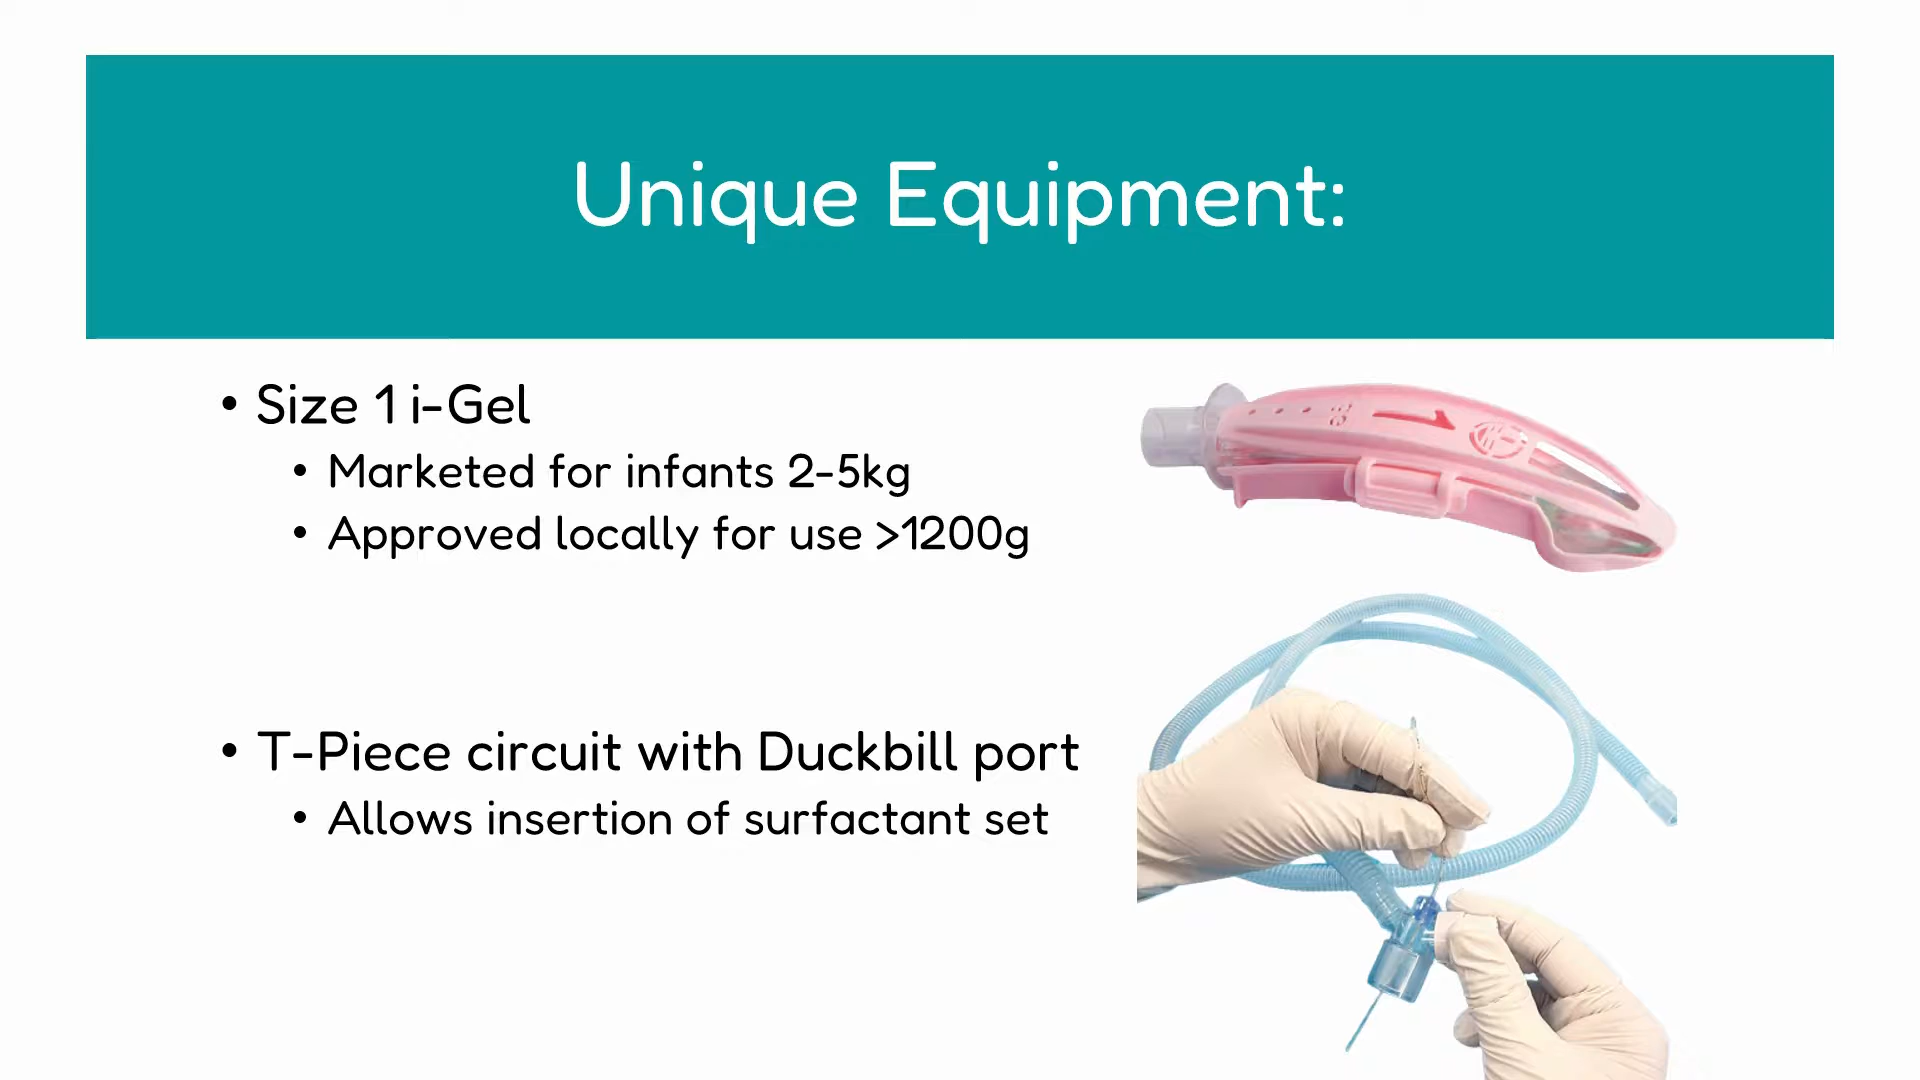 Unique Equipment:
• Size 1 i-Gel
• Marketed for infants 2-5kg
• Approved locally for use >1200g
1
• T-Piece circuit with Duckbill port
• Allows insertion of surfactant set